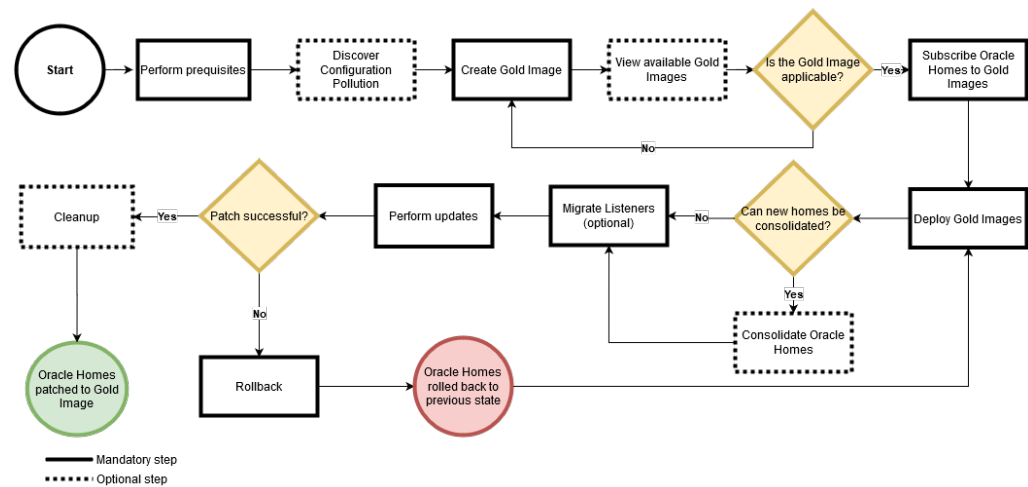 Start
Perform prequisites
Discover
Configuration
Pollution
Create Gold Image
View available Gold
Images
Is the Gold Image
applicable?
Yes
Subscribe Oracle
Homes to Gold
Images
No
Cleanup
Yes
Patch successful?
Perform updates
Migrate Listeners
(optional)
No
Can new homes be
consolidated?
Deploy Gold Images
Yes
No
Consolidate Oracle
Homes
Oracle Homes
patched to Gold
Image
Rollback
Oracle Homes
rolled back to
previous state
Mandatory step
Optional step